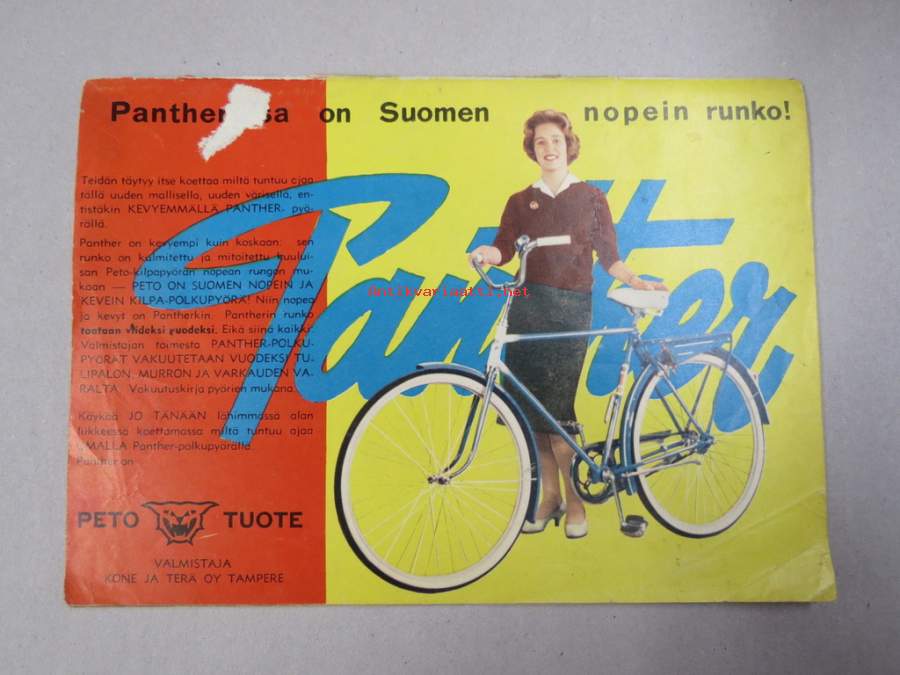 Panther sa on Suomen nopein runko!
Teidän täytyy itse koettaa miltä tuntuu ajaa
tällä uuden mallisella, uuden värisellä, en-
tistäkin KEVYEMMÄLLÄ PANTHER- pyö-
rällä.
Panther on kevyempi kuin koskaan: sen
runko on kulmitettu ja mitoitettu kuului-
san Peto-kilpapyörän nopean rungon mu-
kaan — PETO ON SUOMEN NOPEIN JA
KEVEIN KILPA-POLKUPYÖRÄ! Niin nopea
ja kevyt on Pantherkin. Pantherin runko
taataan viideksi vuodeksi. Eikä siinä kaikki:
Valmistajan toimesta PANTHER-POLKU-
PYÖRÄT VAKUUTETAAN VUODEKSI TU-
LIPALON, MURRON JA VARKAUDEN VA-
RALTA. Vakuutuskirja pyörien mukana.
Käykää JO TÄNÄÄN lähimmässä alan
liikkeessä koettamassa miltä tuntuu ajaa
OMALLA Panther-polkupyörällä.
Panther on
Panther
Antikvariaatti.net
PETO TUOTE
VALMISTAJA
KONE JA TERÄ OY TAMPERE